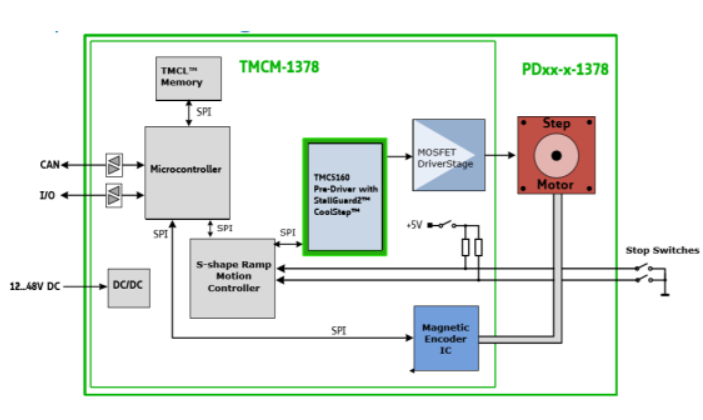 TMCM-1378
PDxx-x-1378
TMCL™
Memory
SPI
CAN
I/O
Microcontroller
TMC5160
Pre-Driver with
StallGuard2™
CoolStep™
MOSFET
DriverStage
Step
Motor
SPI
SPI
SPI
+5V
S-shape Ramp
Motion
Controller
Stop Switches
12...48V DC
DC/DC
SPI
Magnetic
Encoder
IC